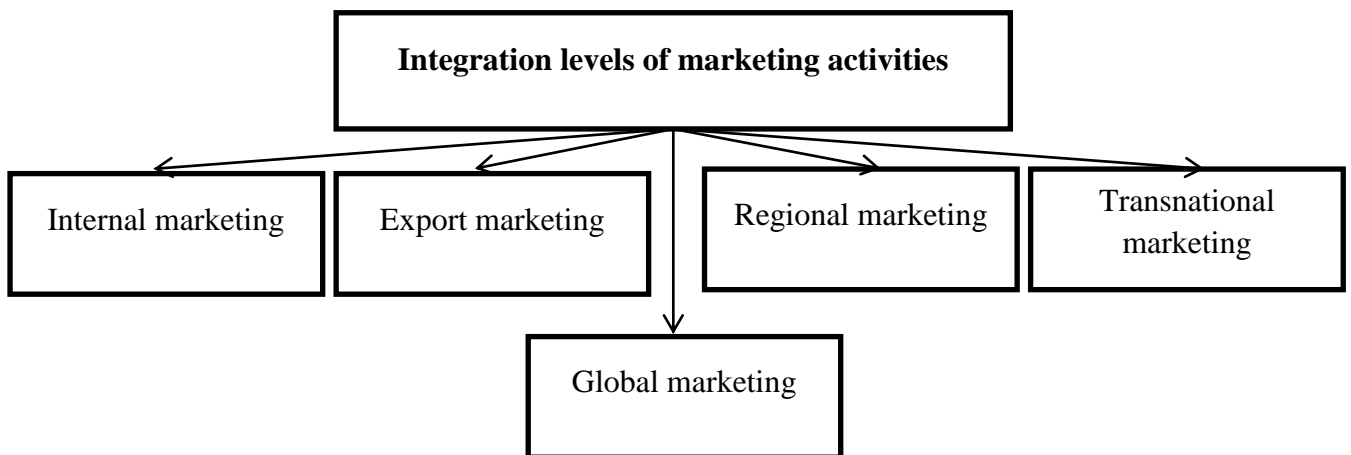 Integration levels of marketing activities
Internal marketing
Export marketing
Regional marketing
Transnational
marketing
Global marketing